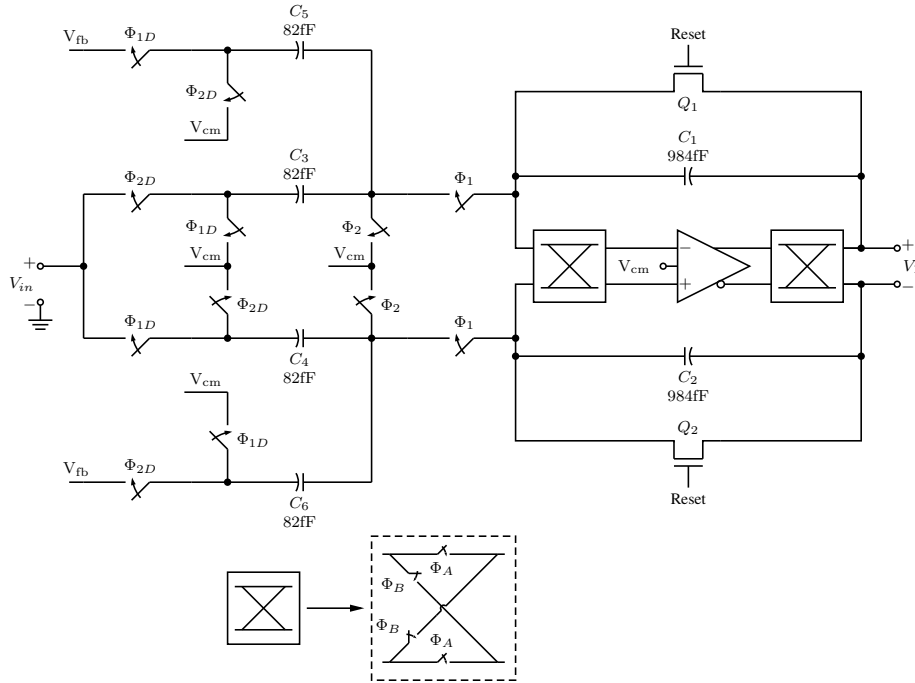 C5
82fF
Vfb
Φ1D
Φ2D
Vcm
Reset
Q1
C1
984fF
C3
82fF
Φ2D
Φ1D
Φ2
Φ1
Vcm
Vcm
+
Vin
−
Φ2D
Φ2
Φ1D
Φ1
C4
82fF
Vcm
−
+
+
−
C2
984fF
Q2
Reset
Vcm
Φ1D
Vfb
Φ2D
C6
82fF
ΦA
ΦB
ΦB
ΦA